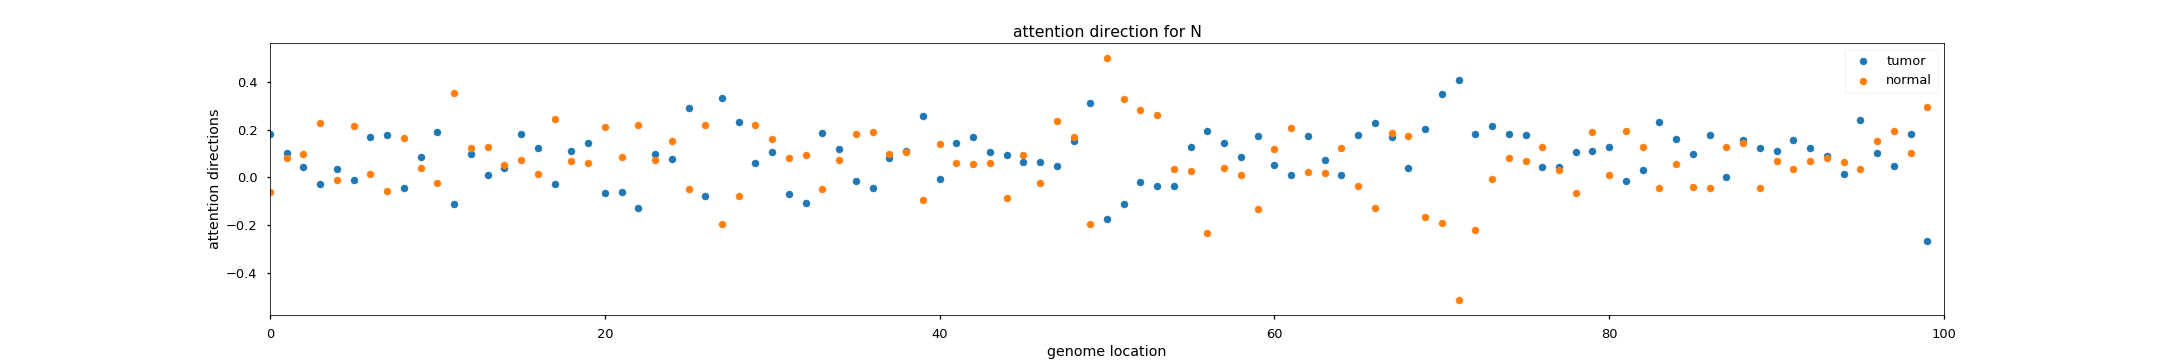 attention direction for N
attention directions
0.4
0.2
0.0
−0.2
−0.4
tumor
normal
0 20 40 60 80 100
genome location